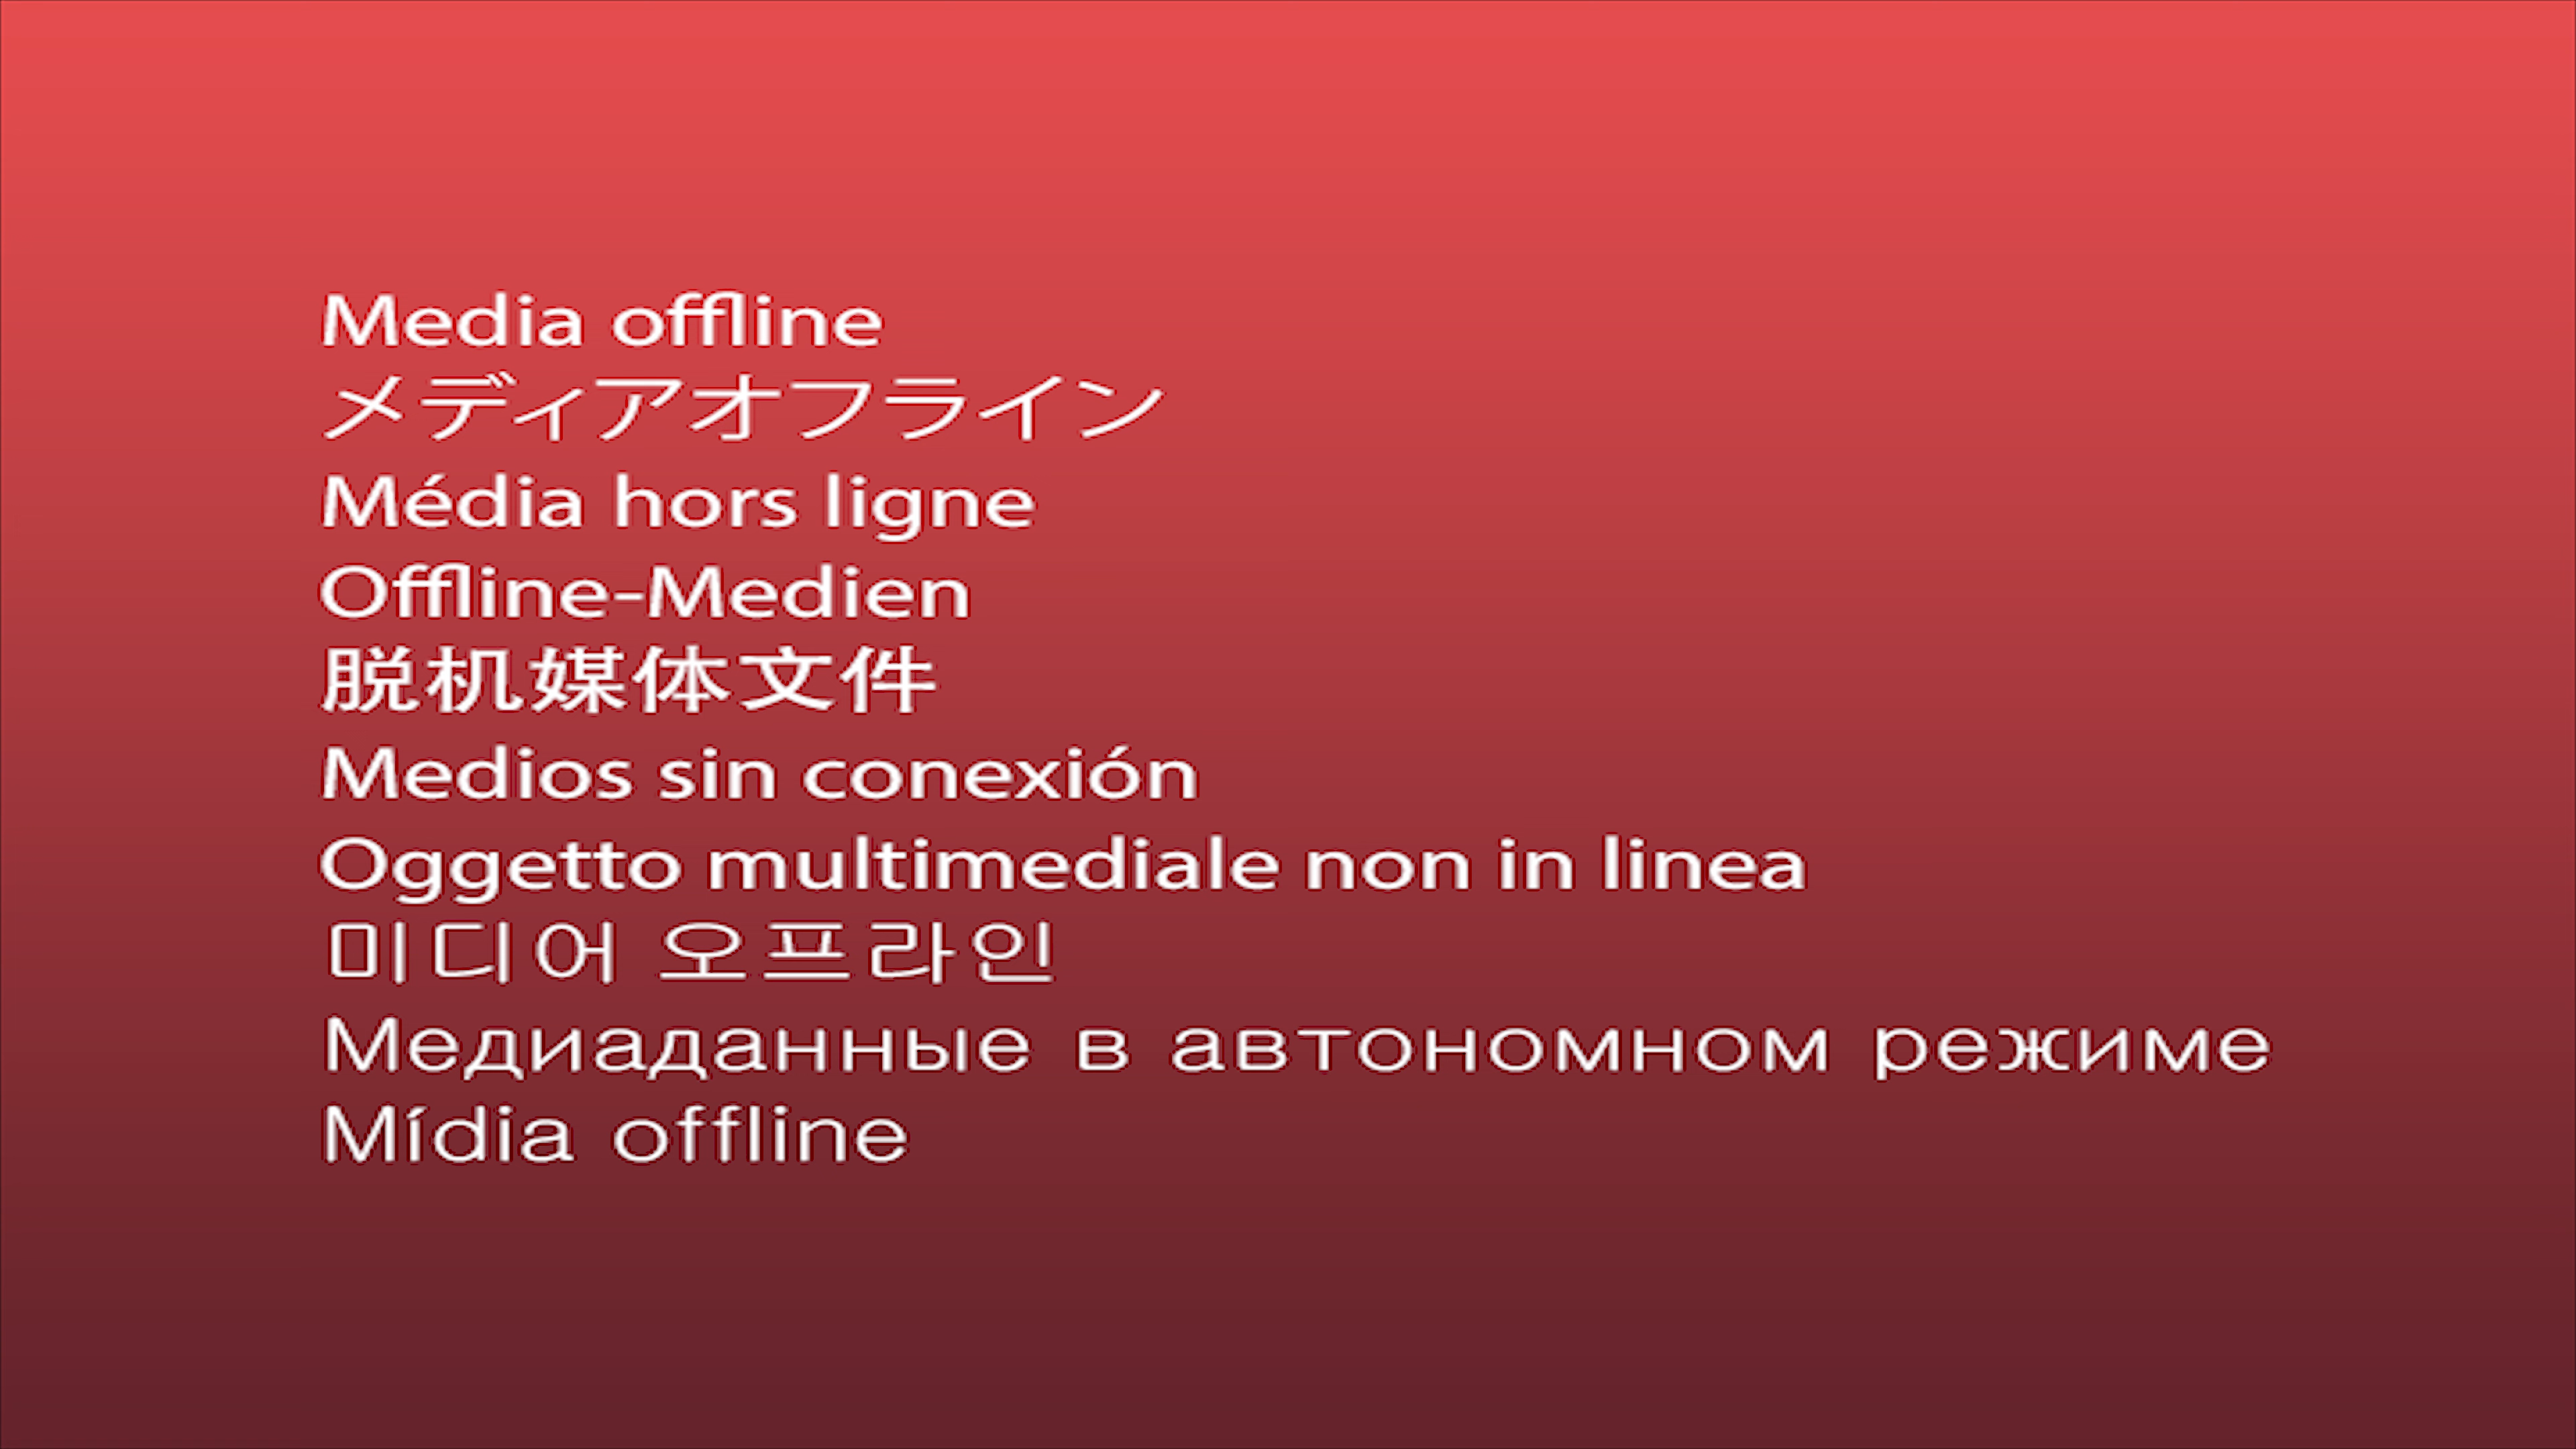 Media offline
メディアオフライン
Média hors ligne
Offline-Medien
脱机媒体文件
Medios sin conexión
Oggetto multimediale non in linea
미디어 오프라인
Медиаданные в автономном режиме
Mídia offline